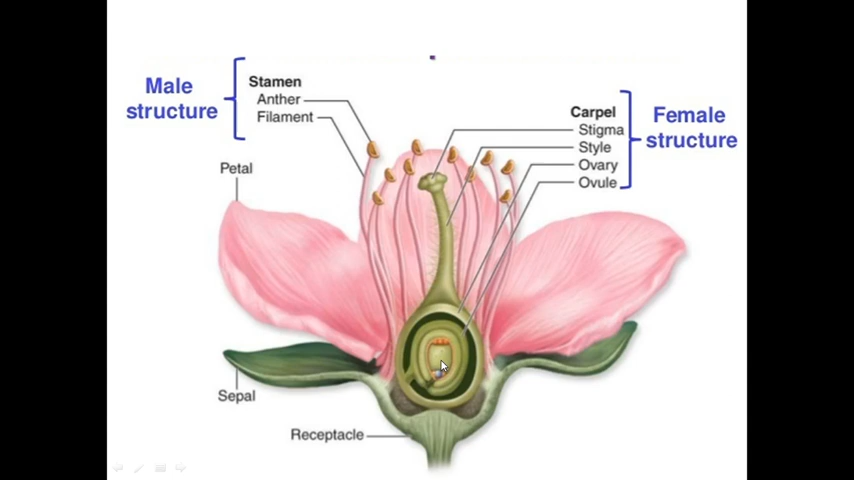 Male
structure
Stamen
Anther
Filament
Carpel
Stigma
Style
Ovary
Ovule
Female
structure
Petal
Sepal
Receptacle